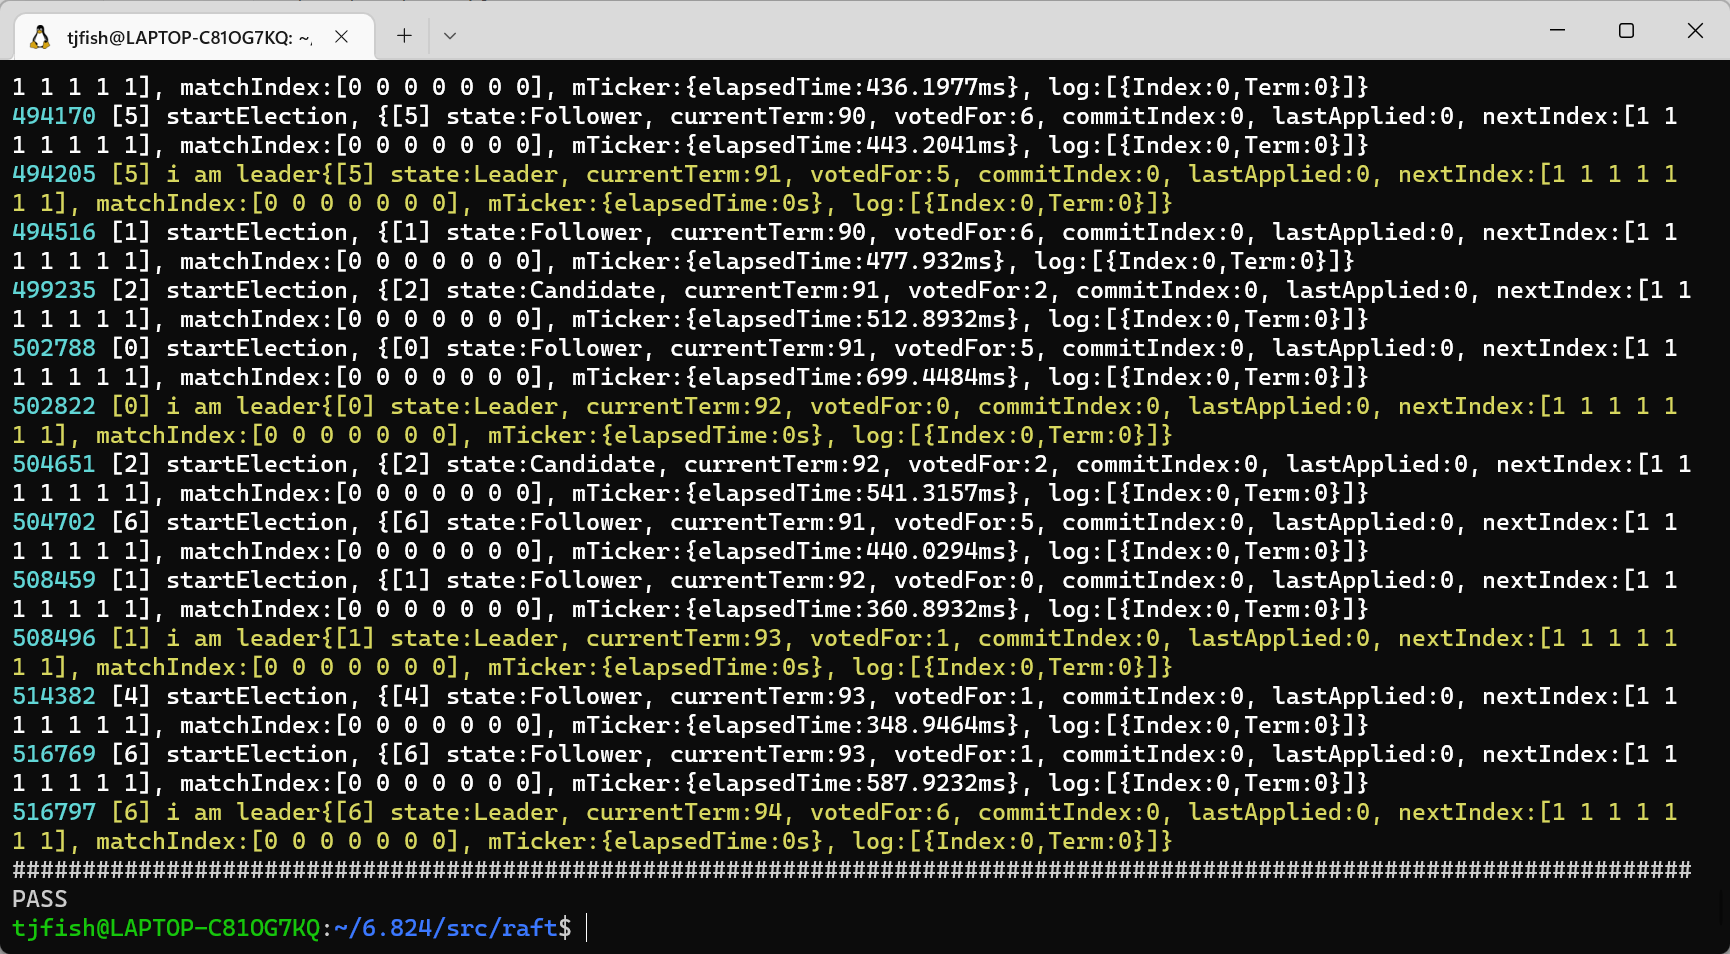 tjfish@LAPTOP-C81OG7KQ: ~,
1 1 1 1 1], matchIndex:[0 0 0 0 0 0 0], mTicker:{elapsedTime:436.1977ms}, log:[{Index:0,Term:0}]}
494170 [5] startElection, {[5] state:Follower, currentTerm:90, votedFor:6, commitIndex:0, lastApplied:0, nextIndex:[1 1
1 1 1 1 1], matchIndex:[0 0 0 0 0 0 0], mTicker:{elapsedTime:443.2041ms}, log:[{Index:0,Term:0}]}
494205 [5] i am leader{[5] state:Leader, currentTerm:91, votedFor:5, commitIndex:0, lastApplied:0, nextIndex:[1 1 1 1 1
1 1], matchIndex:[0 0 0 0 0 0 0], mTicker:{elapsedTime:0s}, log:[{Index:0,Term:0}]}
494516 [1] startElection, {[1] state:Follower, currentTerm:90, votedFor:6, commitIndex:0, lastApplied:0, nextIndex:[1 1
1 1 1 1 1], matchIndex:[0 0 0 0 0 0 0], mTicker:{elapsedTime:477.932ms}, log:[{Index:0,Term:0}]}
499235 [2] startElection, {[2] state:Candidate, currentTerm:91, votedFor:2, commitIndex:0, lastApplied:0, nextIndex:[1 1
1 1 1 1 1], matchIndex:[0 0 0 0 0 0 0], mTicker:{elapsedTime:512.8932ms}, log:[{Index:0,Term:0}]}
502788 [0] startElection, {[0] state:Follower, currentTerm:91, votedFor:5, commitIndex:0, lastApplied:0, nextIndex:[1 1
1 1 1 1 1], matchIndex:[0 0 0 0 0 0 0], mTicker:{elapsedTime:699.4484ms}, log:[{Index:0,Term:0}]}
502822 [0] i am leader{[0] state:Leader, currentTerm:92, votedFor:0, commitIndex:0, lastApplied:0, nextIndex:[1 1 1 1 1
1 1], matchIndex:[0 0 0 0 0 0 0], mTicker:{elapsedTime:0s}, log:[{Index:0,Term:0}]}
504651 [2] startElection, {[2] state:Candidate, currentTerm:92, votedFor:2, commitIndex:0, lastApplied:0, nextIndex:[1 1
1 1 1 1 1], matchIndex:[0 0 0 0 0 0 0], mTicker:{elapsedTime:541.3157ms}, log:[{Index:0,Term:0}]}
504702 [6] startElection, {[6] state:Follower, currentTerm:91, votedFor:5, commitIndex:0, lastApplied:0, nextIndex:[1 1
1 1 1 1 1], matchIndex:[0 0 0 0 0 0 0], mTicker:{elapsedTime:440.0294ms}, log:[{Index:0,Term:0}]}
508459 [1] startElection, {[1] state:Follower, currentTerm:92, votedFor:0, commitIndex:0, lastApplied:0, nextIndex:[1 1
1 1 1 1 1], matchIndex:[0 0 0 0 0 0 0], mTicker:{elapsedTime:360.8932ms}, log:[{Index:0,Term:0}]}
508496 [1] i am leader{[1] state:Leader, currentTerm:93, votedFor:1, commitIndex:0, lastApplied:0, nextIndex:[1 1 1 1 1
1 1], matchIndex:[0 0 0 0 0 0 0], mTicker:{elapsedTime:0s}, log:[{Index:0,Term:0}]}
514382 [4] startElection, {[4] state:Follower, currentTerm:93, votedFor:1, commitIndex:0, lastApplied:0, nextIndex:[1 1
1 1 1 1 1], matchIndex:[0 0 0 0 0 0 0], mTicker:{elapsedTime:348.9464ms}, log:[{Index:0,Term:0}]}
516769 [6] startElection, {[6] state:Follower, currentTerm:93, votedFor:1, commitIndex:0, lastApplied:0, nextIndex:[1 1
1 1 1 1 1], matchIndex:[0 0 0 0 0 0 0], mTicker:{elapsedTime:587.9232ms}, log:[{Index:0,Term:0}]}
516797 [6] i am leader{[6] state:Leader, currentTerm:94, votedFor:6, commitIndex:0, lastApplied:0, nextIndex:[1 1 1 1 1
1 1], matchIndex:[0 0 0 0 0 0 0], mTicker:{elapsedTime:0s}, log:[{Index:0,Term:0}]}
########################################################################################################################
PASS
tjfish@LAPTOP-C81OG7KQ:~/6.824/src/raft$